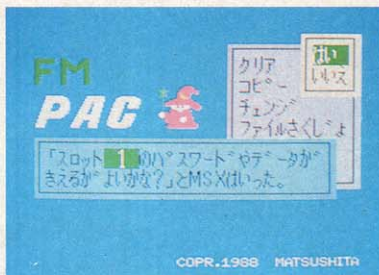 FM
PAC
はい
いいえ
クリア
コピー
チェンジ
ファイルさくじょ
「スロット 1 のパスワードやデータが
きえるが よいかな?」とMSXはいった。
COPR.1988 MATSUSHITA